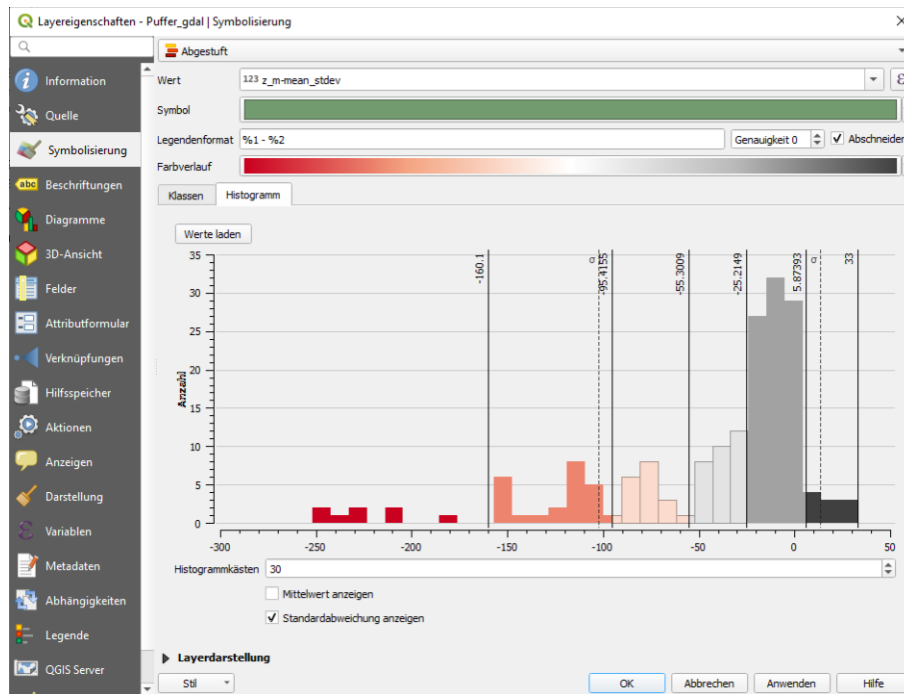 Layereigenschaften - Puffer_gdal | Symbolisierung
Information
Quelle
Symbolisierung
abc Beschriftungen
Diagramme
3D-Ansicht
Felder
Attributformular
Verknüpfungen
Hilfsspeicher
Aktionen
Anzeigen
Darstellung
Variablen
Metadaten
Abhängigkeiten
Legende
QGIS Server
Abgestuft
Wert 123 z_m-mean_stdev ε
Symbol
Legendenformat %1 - %2 Genauigkeit 0 Abschneiden
Farbverlauf
Klassen Histogramm
Werte laden
-160.1
σ
-95.4155
-55.3009
-25.2149
5.87393
σ
33
35
30
25
20
15
10
5
0
Anzahl
-300 -250 -200 -150 -100 -50 0 50
Histogrammkästen 30
Mittelwert anzeigen
Standardabweichung anzeigen
Layerdarstellung
Stil OK Abbrechen Anwenden Hilfe